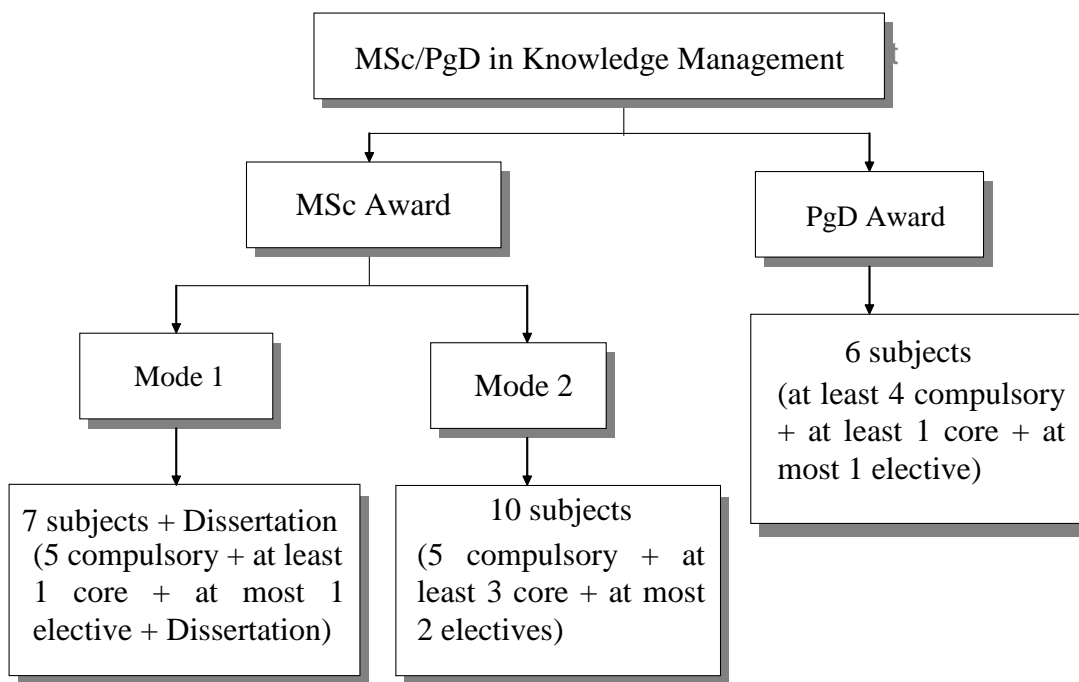 MSc/PgD in Knowledge Management
t
MSc Award
PgD Award
Mode 1
Mode 2
6 subjects
(at least 4 compulsory
+ at least 1 core + at
most 1 elective)
7 subjects + Dissertation
(5 compulsory + at least
1 core + at most 1
elective + Dissertation)
10 subjects
(5 compulsory + at
least 3 core + at most
2 electives)